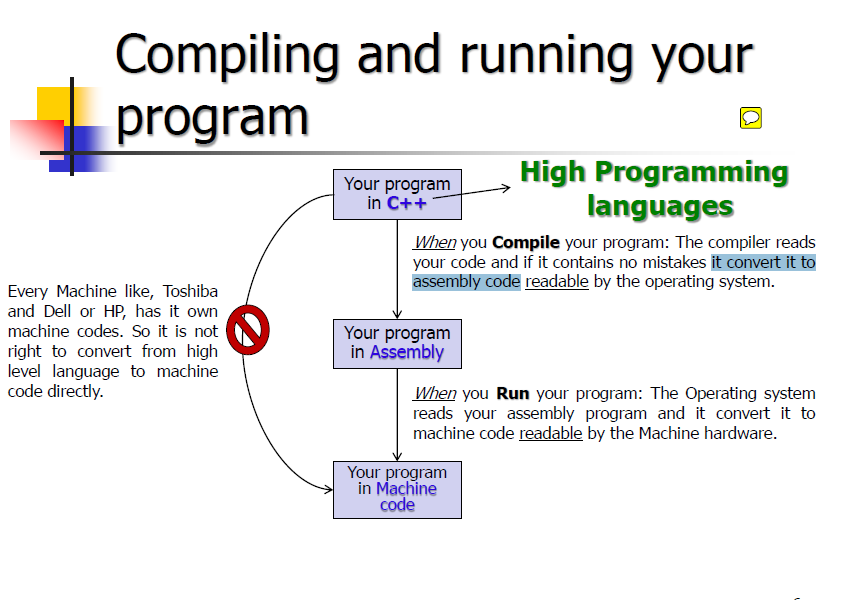 Compiling and running your
program
Your program
in C++
High Programming
languages
When you Compile your program: The compiler reads
your code and if it contains no mistakes it convert it to
assembly code readable by the operating system.
Every Machine like, Toshiba
and Dell or HP, has it own
machine codes. So it is not
right to convert from high
level language to machine
code directly.
Your program
in Assembly
When you Run your program: The Operating system
reads your assembly program and it convert it to
machine code readable by the Machine hardware.
Your program
in Machine
code